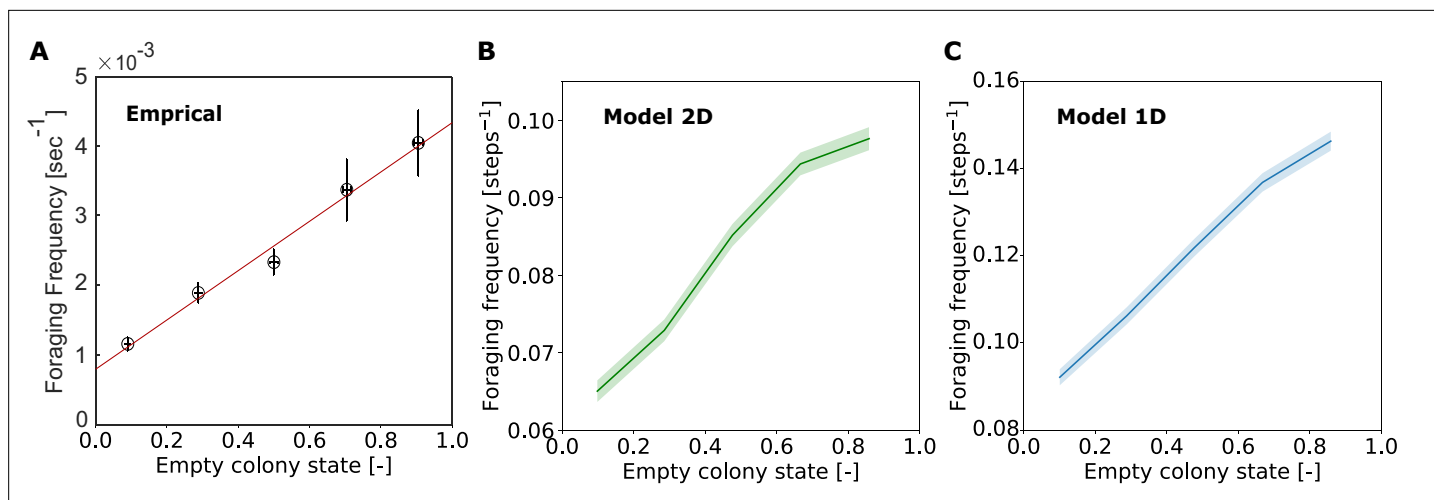 A
×10⁻³
Emprical
Foraging Frequency [sec⁻¹]
5
4
3
2
1
0
0.0 0.2 0.4 0.6 0.8 1.0
Empty colony state [-]
B
Model 2D
Foraging frequency [steps⁻¹]
0.10
0.09
0.08
0.07
0.06
0.0 0.2 0.4 0.6 0.8 1.0
Empty colony state [-]
C
Model 1D
Foraging frequency [steps⁻¹]
0.16
0.14
0.12
0.10
0.08
0.0 0.2 0.4 0.6 0.8 1.0
Empty colony state [-]